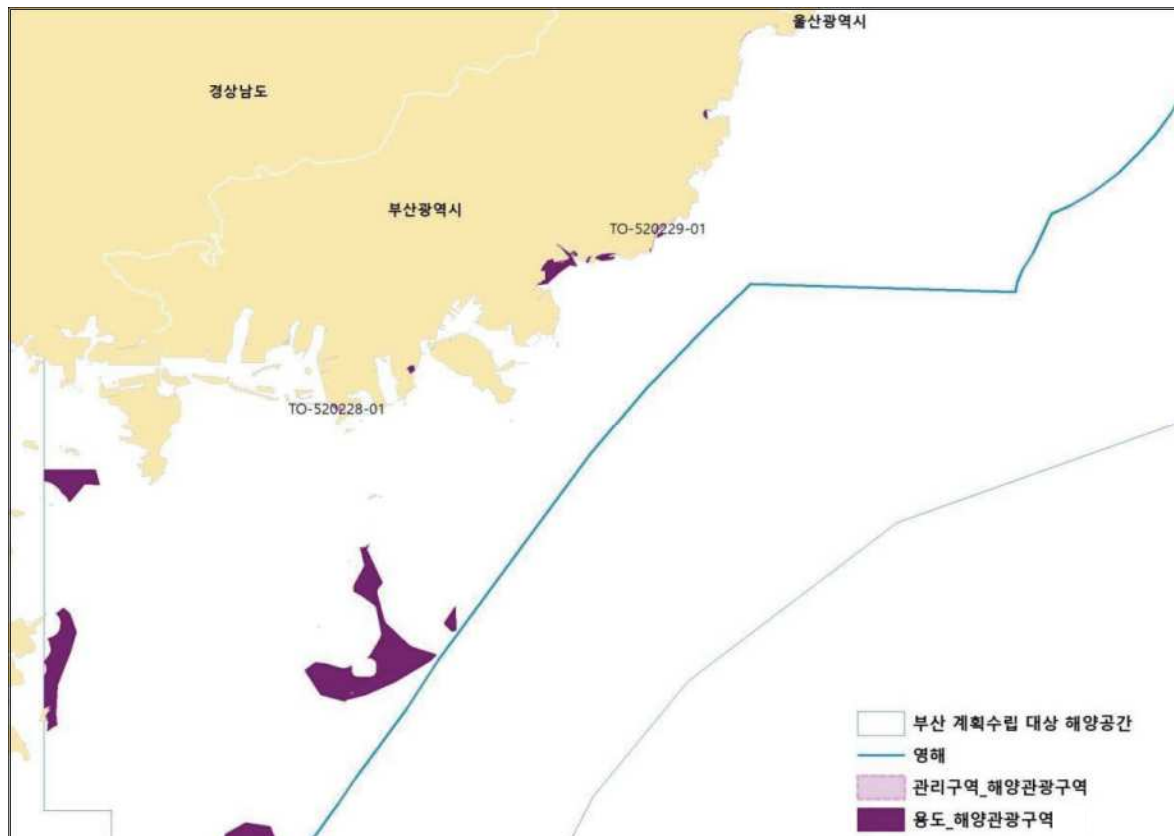 울산광역시
경상남도
부산광역시
TO-520229-01
TO-520228-01
부산 계획수립 대상 해양공간
영해
관리구역_해양관광구역
용도_해양관광구역